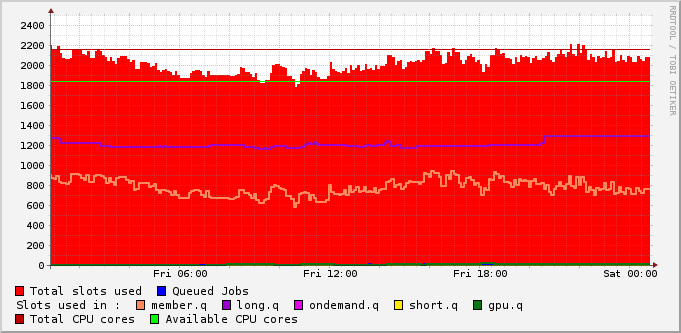 2400
2200
2000
1800
1600
1400
1200
1000
800
600
400
200
0
Fri 06:00 Fri 12:00 Fri 18:00 Sat 00:00
Total slots used Queued Jobs
Slots used in : member.q long.q ondemand.q short.q gpu.q
Total CPU cores Available CPU cores
RRDTOOL / TOBI OETIKER